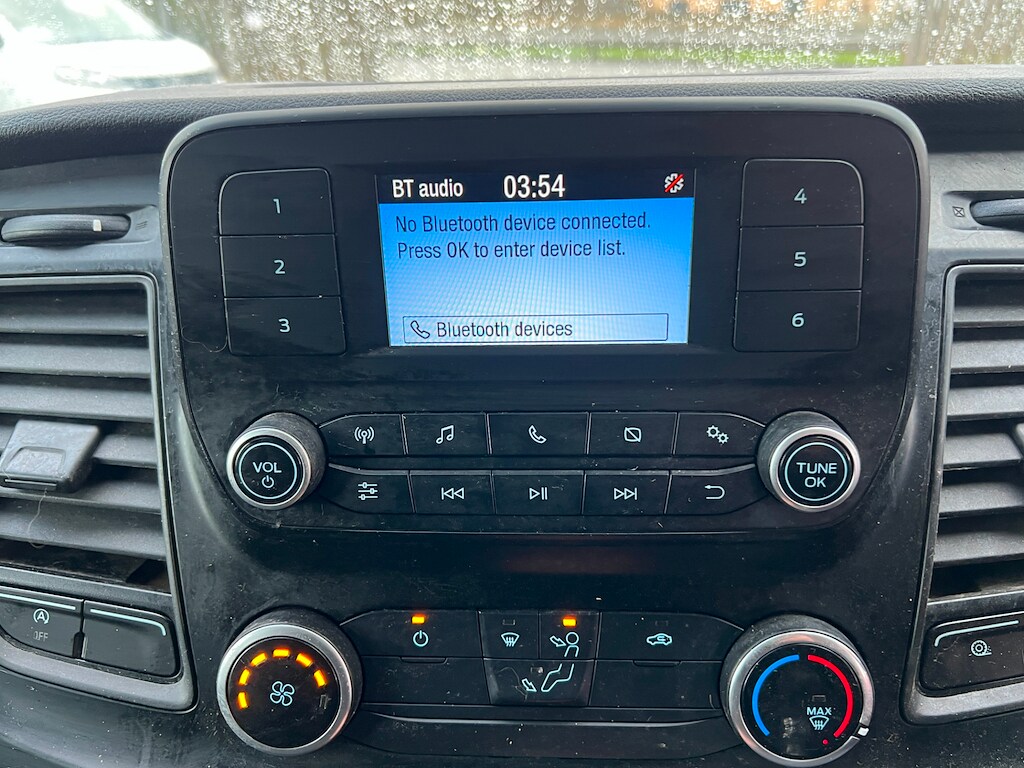 BT audio 03:54
No Bluetooth device connected.
Press OK to enter device list.
Bluetooth devices
1
2
3
4
5
6
VOL
TUNE
OK
A
OFF
MAX